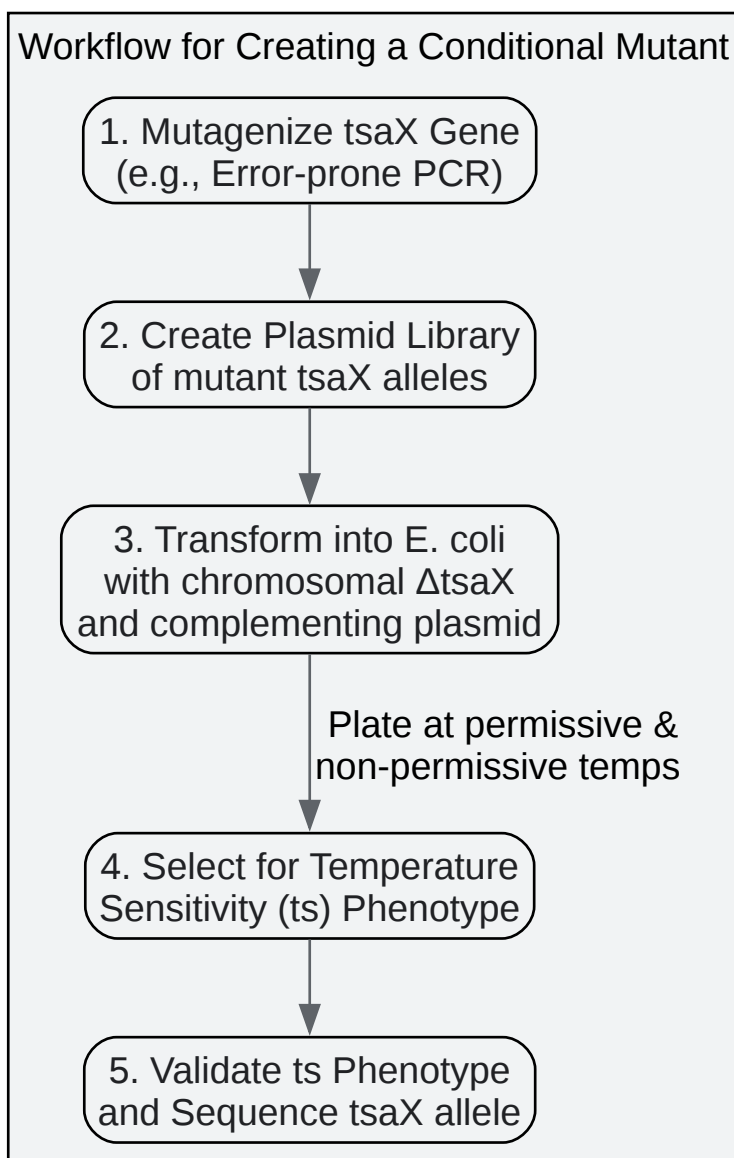 Workflow for Creating a Conditional Mutant
1. Mutagenize tsaX Gene
(e.g., Error-prone PCR)
2. Create Plasmid Library
of mutant tsaX alleles
3. Transform into E. coli
with chromosomal ΔtsaX
and complementing plasmid
Plate at permissive &
non-permissive temps
4. Select for Temperature
Sensitivity (ts) Phenotype
5. Validate ts Phenotype
and Sequence tsaX allele